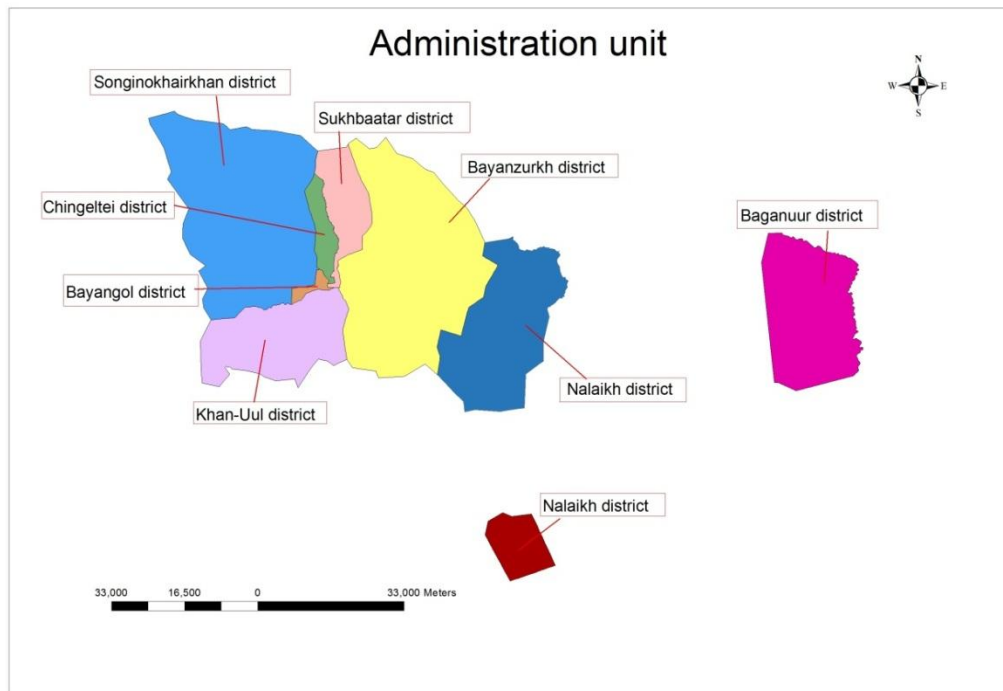 Administration unit
N
W E
S
Songinokhairkhan district
Sukhbaatar district
Bayanzurkh district
Chingeltei district
Baganuur district
Bayangol district
Nalaikh district
Khan-Uul district
Nalaikh district
33,000 16,500 0 33,000 Meters